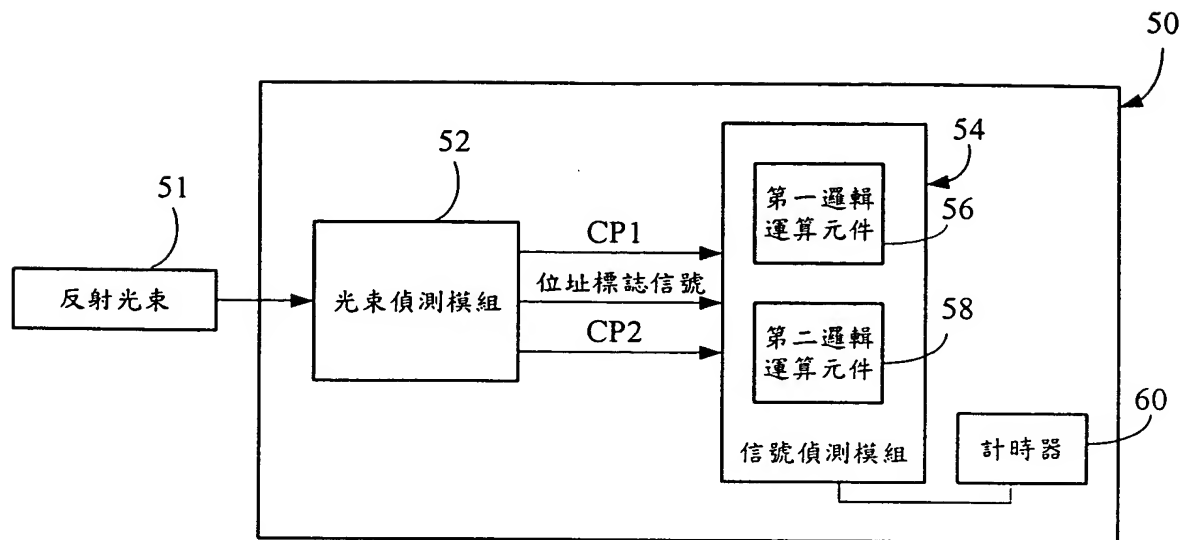 50
54
52
51
第一邏輯
運算元件
56
CP1
位址標誌信號
反射光束
光束偵測模組
CP2
58
第二邏輯
運算元件
60
信號偵測模組
計時器